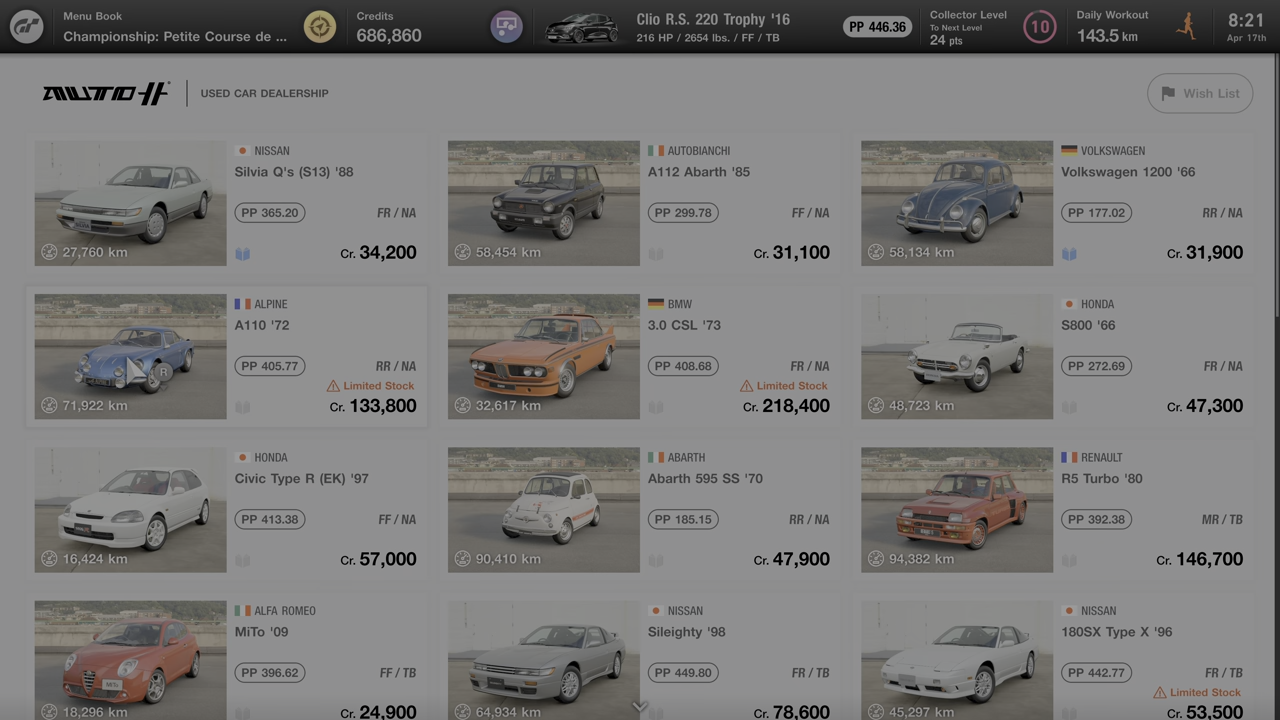 Menu Book
Championship: Petite Course de ...
Credits
686,860
Clio R.S. 220 Trophy '16
216 HP / 2654 lbs. / FF / TB
PP 446.36
Collector Level
To Next Level
24 pts
10
Daily Workout
143.5 km
8:21
Apr 17th
AUTO
USED CAR DEALERSHIP
Wish List
NISSAN
Silvia Q's (S13) '88
PP 365.20
FR / NA
27,760 km
Cr. 34,200
AUTOBIANCHI
A112 Abarth '85
PP 299.78
FF / NA
58,454 km
Cr. 31,100
VOLKSWAGEN
Volkswagen 1200 '66
PP 177.02
RR / NA
58,134 km
Cr. 31,900
ALPINE
A110 '72
PP 405.77
RR / NA
Limited Stock
R
71,922 km
Cr. 133,800
BMW
3.0 CSL '73
PP 408.68
FR / NA
Limited Stock
32,617 km
Cr. 218,400
HONDA
S800 '66
PP 272.69
FR / NA
48,723 km
Cr. 47,300
HONDA
Civic Type R (EK) '97
PP 413.38
FF / NA
16,424 km
Cr. 57,000
ABARTH
Abarth 595 SS '70
PP 185.15
RR / NA
90,410 km
Cr. 47,900
RENAULT
R5 Turbo '80
PP 392.38
MR / TB
94,382 km
Cr. 146,700
ALFA ROMEO
MiTo '09
PP 396.62
FF / TB
MiTo
18,296 km
Cr. 24,900
NISSAN
Sileighty '98
PP 449.80
FR / TB
64,934 km
Cr. 78,600
NISSAN
180SX Type X '96
PP 442.77
FR / TB
Limited Stock
45,297 km
Cr. 53,500